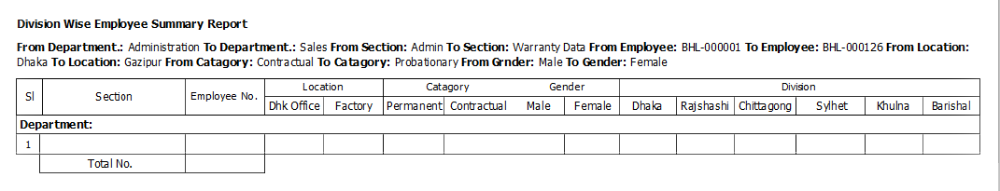 Division Wise Employee Summary Report
From Department.: Administration To Department.: Sales From Section: Admin To Section: Warranty Data From Employee: BHL-000001 To Employee: BHL-000126 From Location:
Dhaka To Location: Gazipur From Catagory: Contractual To Catagory: Probationary From Grnder: Male To Gender: Female
Sl Section Employee No. Location Catagory Gender Division
Dhk Office Factory Permanent Contractual Male Female Dhaka Rajshashi Chittagong Sylhet Khulna Barishal
Department:
1
Total No.